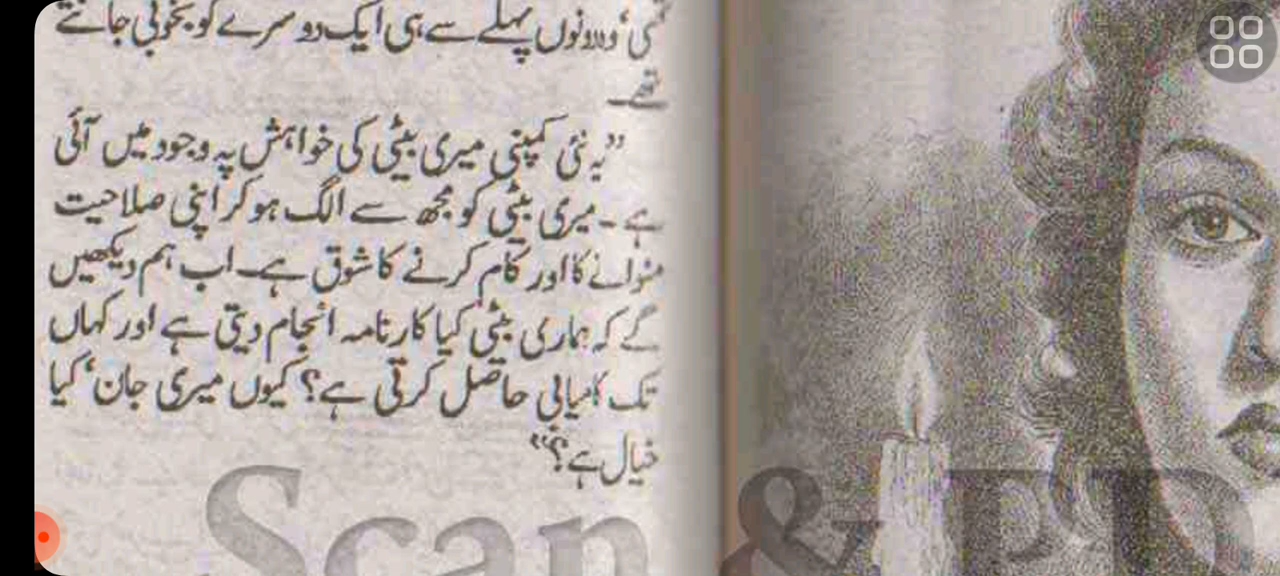 تھی‘ وہ دونوں پہلے سے ہی ایک دوسرے کو بخوبی جانتے
تھے۔
”یہ نئی کمپنی میری بیٹی کی خواہش پہ وجود میں آئی
ہے۔ میری بیٹی کو مجھ سے الگ ہو کر اپنی صلاحیت
منوانے کا اور کام کرنے کا شوق ہے۔ اب ہم دیکھیں
گے کہ ہماری بیٹی کیا کارنامہ انجام دیتی ہے اور کہاں
تک کامیابی حاصل کرتی ہے؟ کیوں میری جان‘ کیا
خیال ہے؟“
Scan & PD